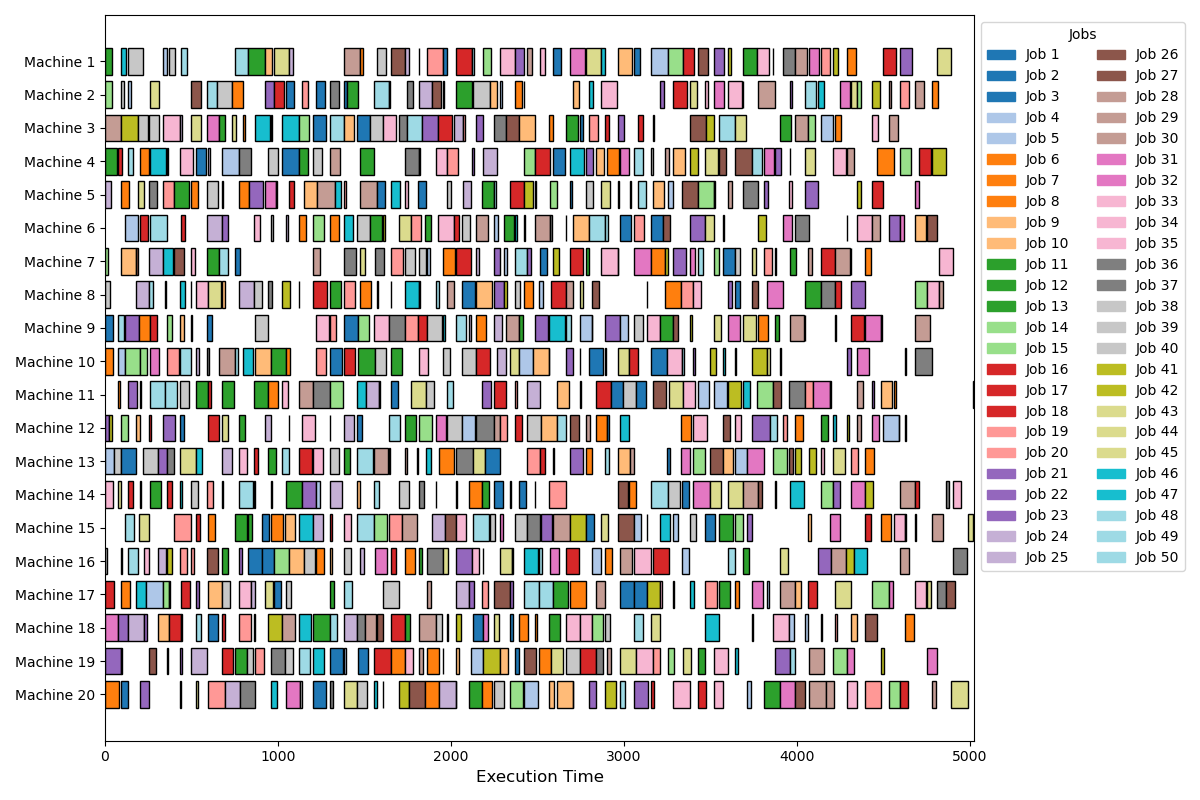 Machine 1
Machine 2
Machine 3
Machine 4
Machine 5
Machine 6
Machine 7
Machine 8
Machine 9
Machine 10
Machine 11
Machine 12
Machine 13
Machine 14
Machine 15
Machine 16
Machine 17
Machine 18
Machine 19
Machine 20
0 1000 2000 3000 4000 5000
Execution Time
Jobs
Job 1 Job 26
Job 2 Job 27
Job 3 Job 28
Job 4 Job 29
Job 5 Job 30
Job 6 Job 31
Job 7 Job 32
Job 8 Job 33
Job 9 Job 34
Job 10 Job 35
Job 11 Job 36
Job 12 Job 37
Job 13 Job 38
Job 14 Job 39
Job 15 Job 40
Job 16 Job 41
Job 17 Job 42
Job 18 Job 43
Job 19 Job 44
Job 20 Job 45
Job 21 Job 46
Job 22 Job 47
Job 23 Job 48
Job 24 Job 49
Job 25 Job 50